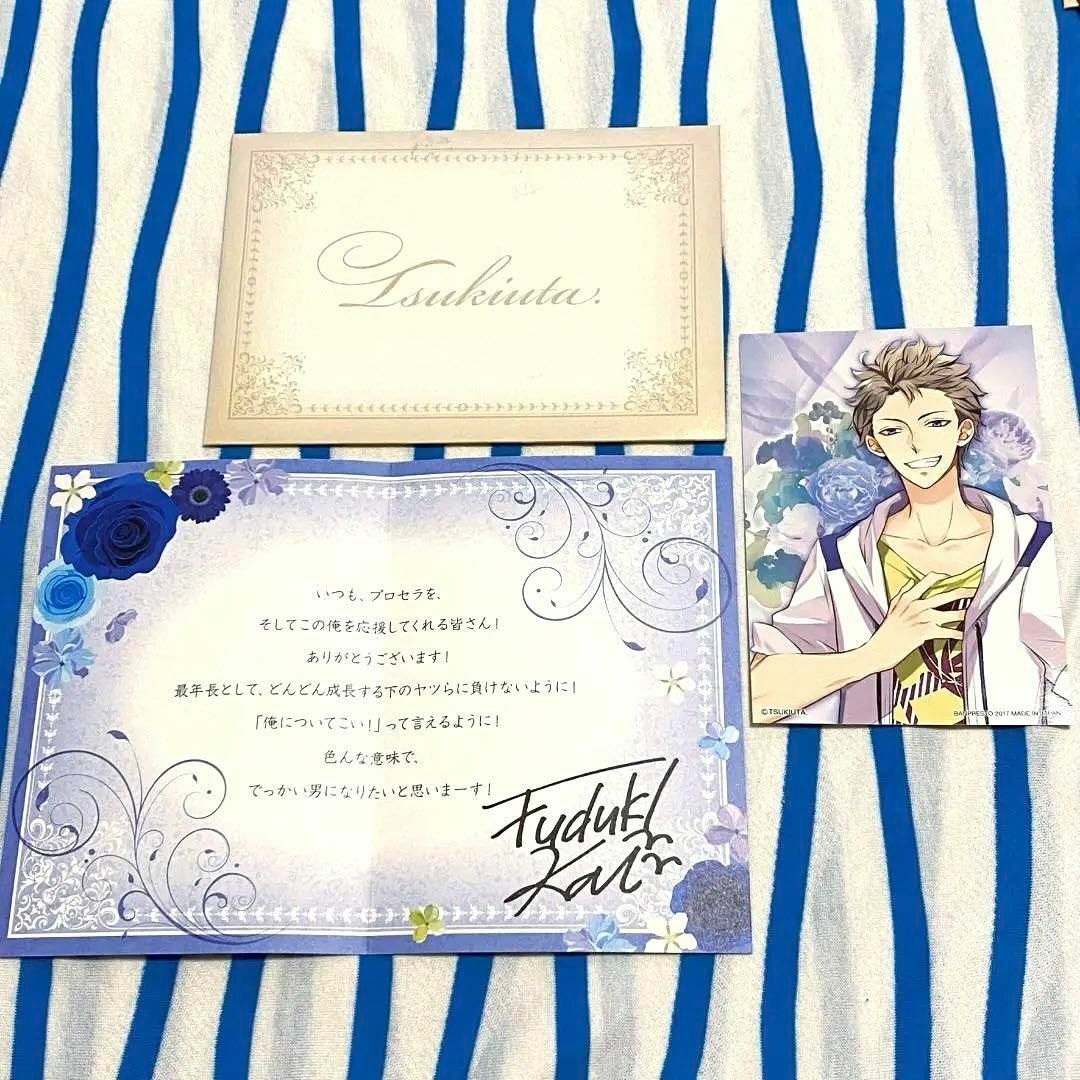 Tsukiuta.
いつも、プロセラを、
そしてこの俺を応援してくれる皆さん!
ありがとうございます!
最年長として、どんどん成長する下のヤツらに負けないように!
「俺についてこい!」って言えるように!
色んな意味で、
でっかい男になりたいと思いまーす!
Fuduki
Kai
©TSUKIUTA.
BANPRESTO 2017 MADE IN JAPAN